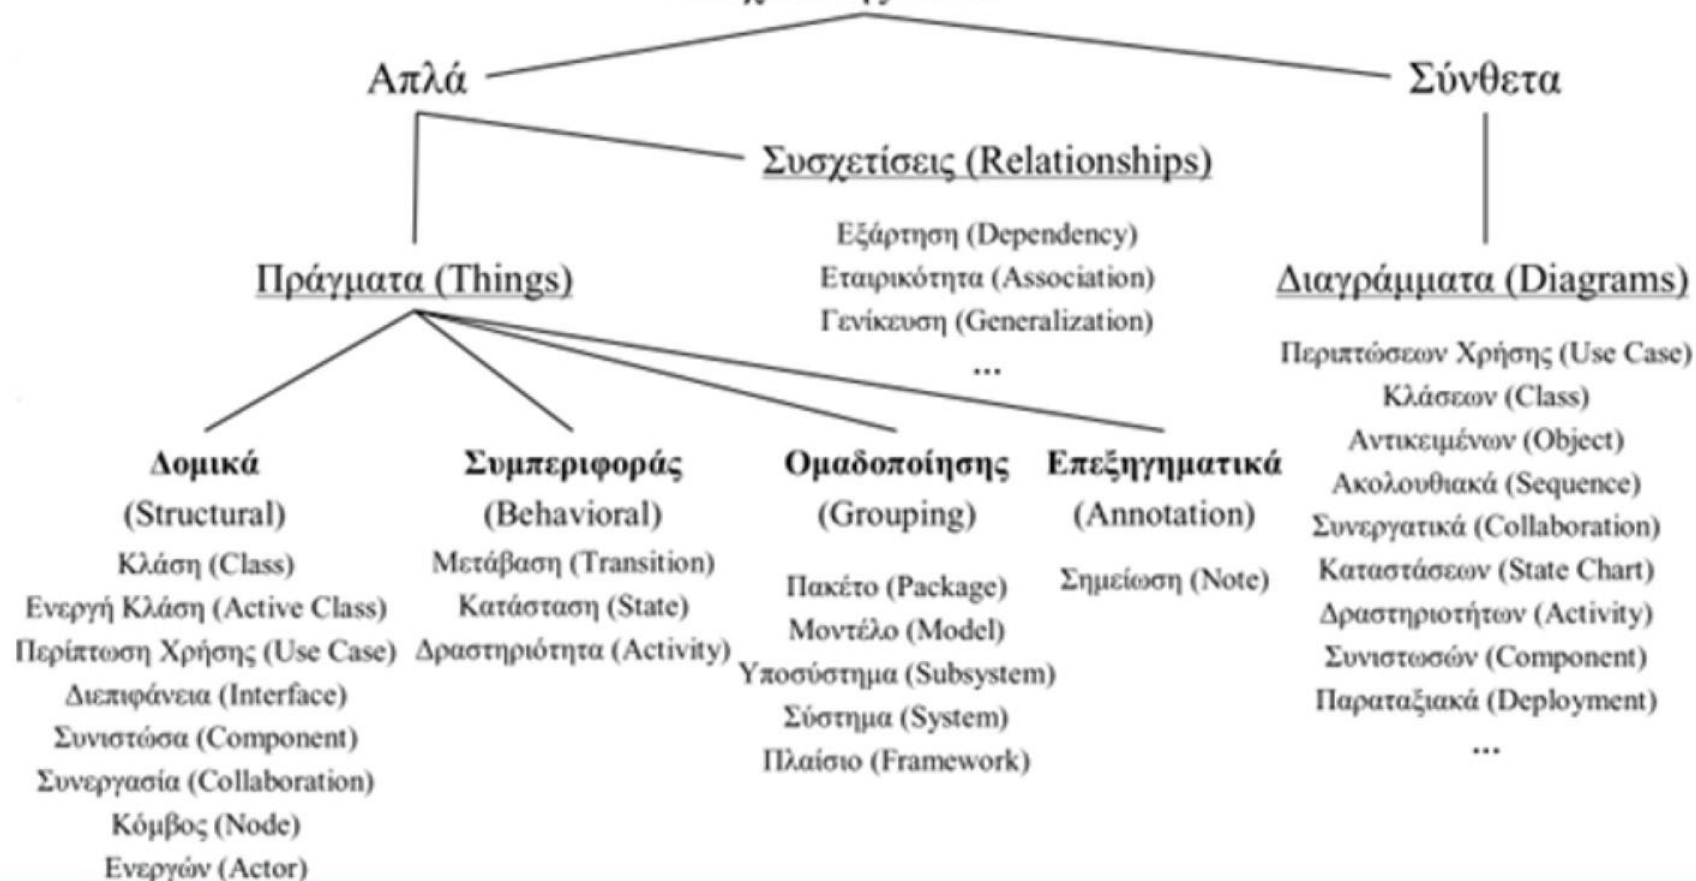 Απλά
Σύνθετα
Συσχετίσεις (Relationships)
Εξάρτηση (Dependency)
Εταιρικότητα (Association)
Γενίκευση (Generalization)
...
Πράγματα (Things)
Διαγράμματα (Diagrams)
Περιπτώσεων Χρήσης (Use Case)
Κλάσεων (Class)
Αντικειμένων (Object)
Ακολουθιακά (Sequence)
Συνεργατικά (Collaboration)
Καταστάσεων (State Chart)
Δραστηριοτήτων (Activity)
Συνιστωσών (Component)
Παραταξιακά (Deployment)
...
Δομικά
(Structural)
Κλάση (Class)
Ενεργή Κλάση (Active Class)
Περίπτωση Χρήσης (Use Case)
Διεπιφάνεια (Interface)
Συνιστώσα (Component)
Συνεργασία (Collaboration)
Κόμβος (Node)
Ενεργών (Actor)
Συμπεριφοράς
(Behavioral)
Μετάβαση (Transition)
Κατάσταση (State)
Δραστηριότητα (Activity)
Ομαδοποίησης
(Grouping)
Πακέτο (Package)
Μοντέλο (Model)
Υποσύστημα (Subsystem)
Σύστημα (System)
Πλαίσιο (Framework)
Επεξηγηματικά
(Annotation)
Σημείωση (Note)